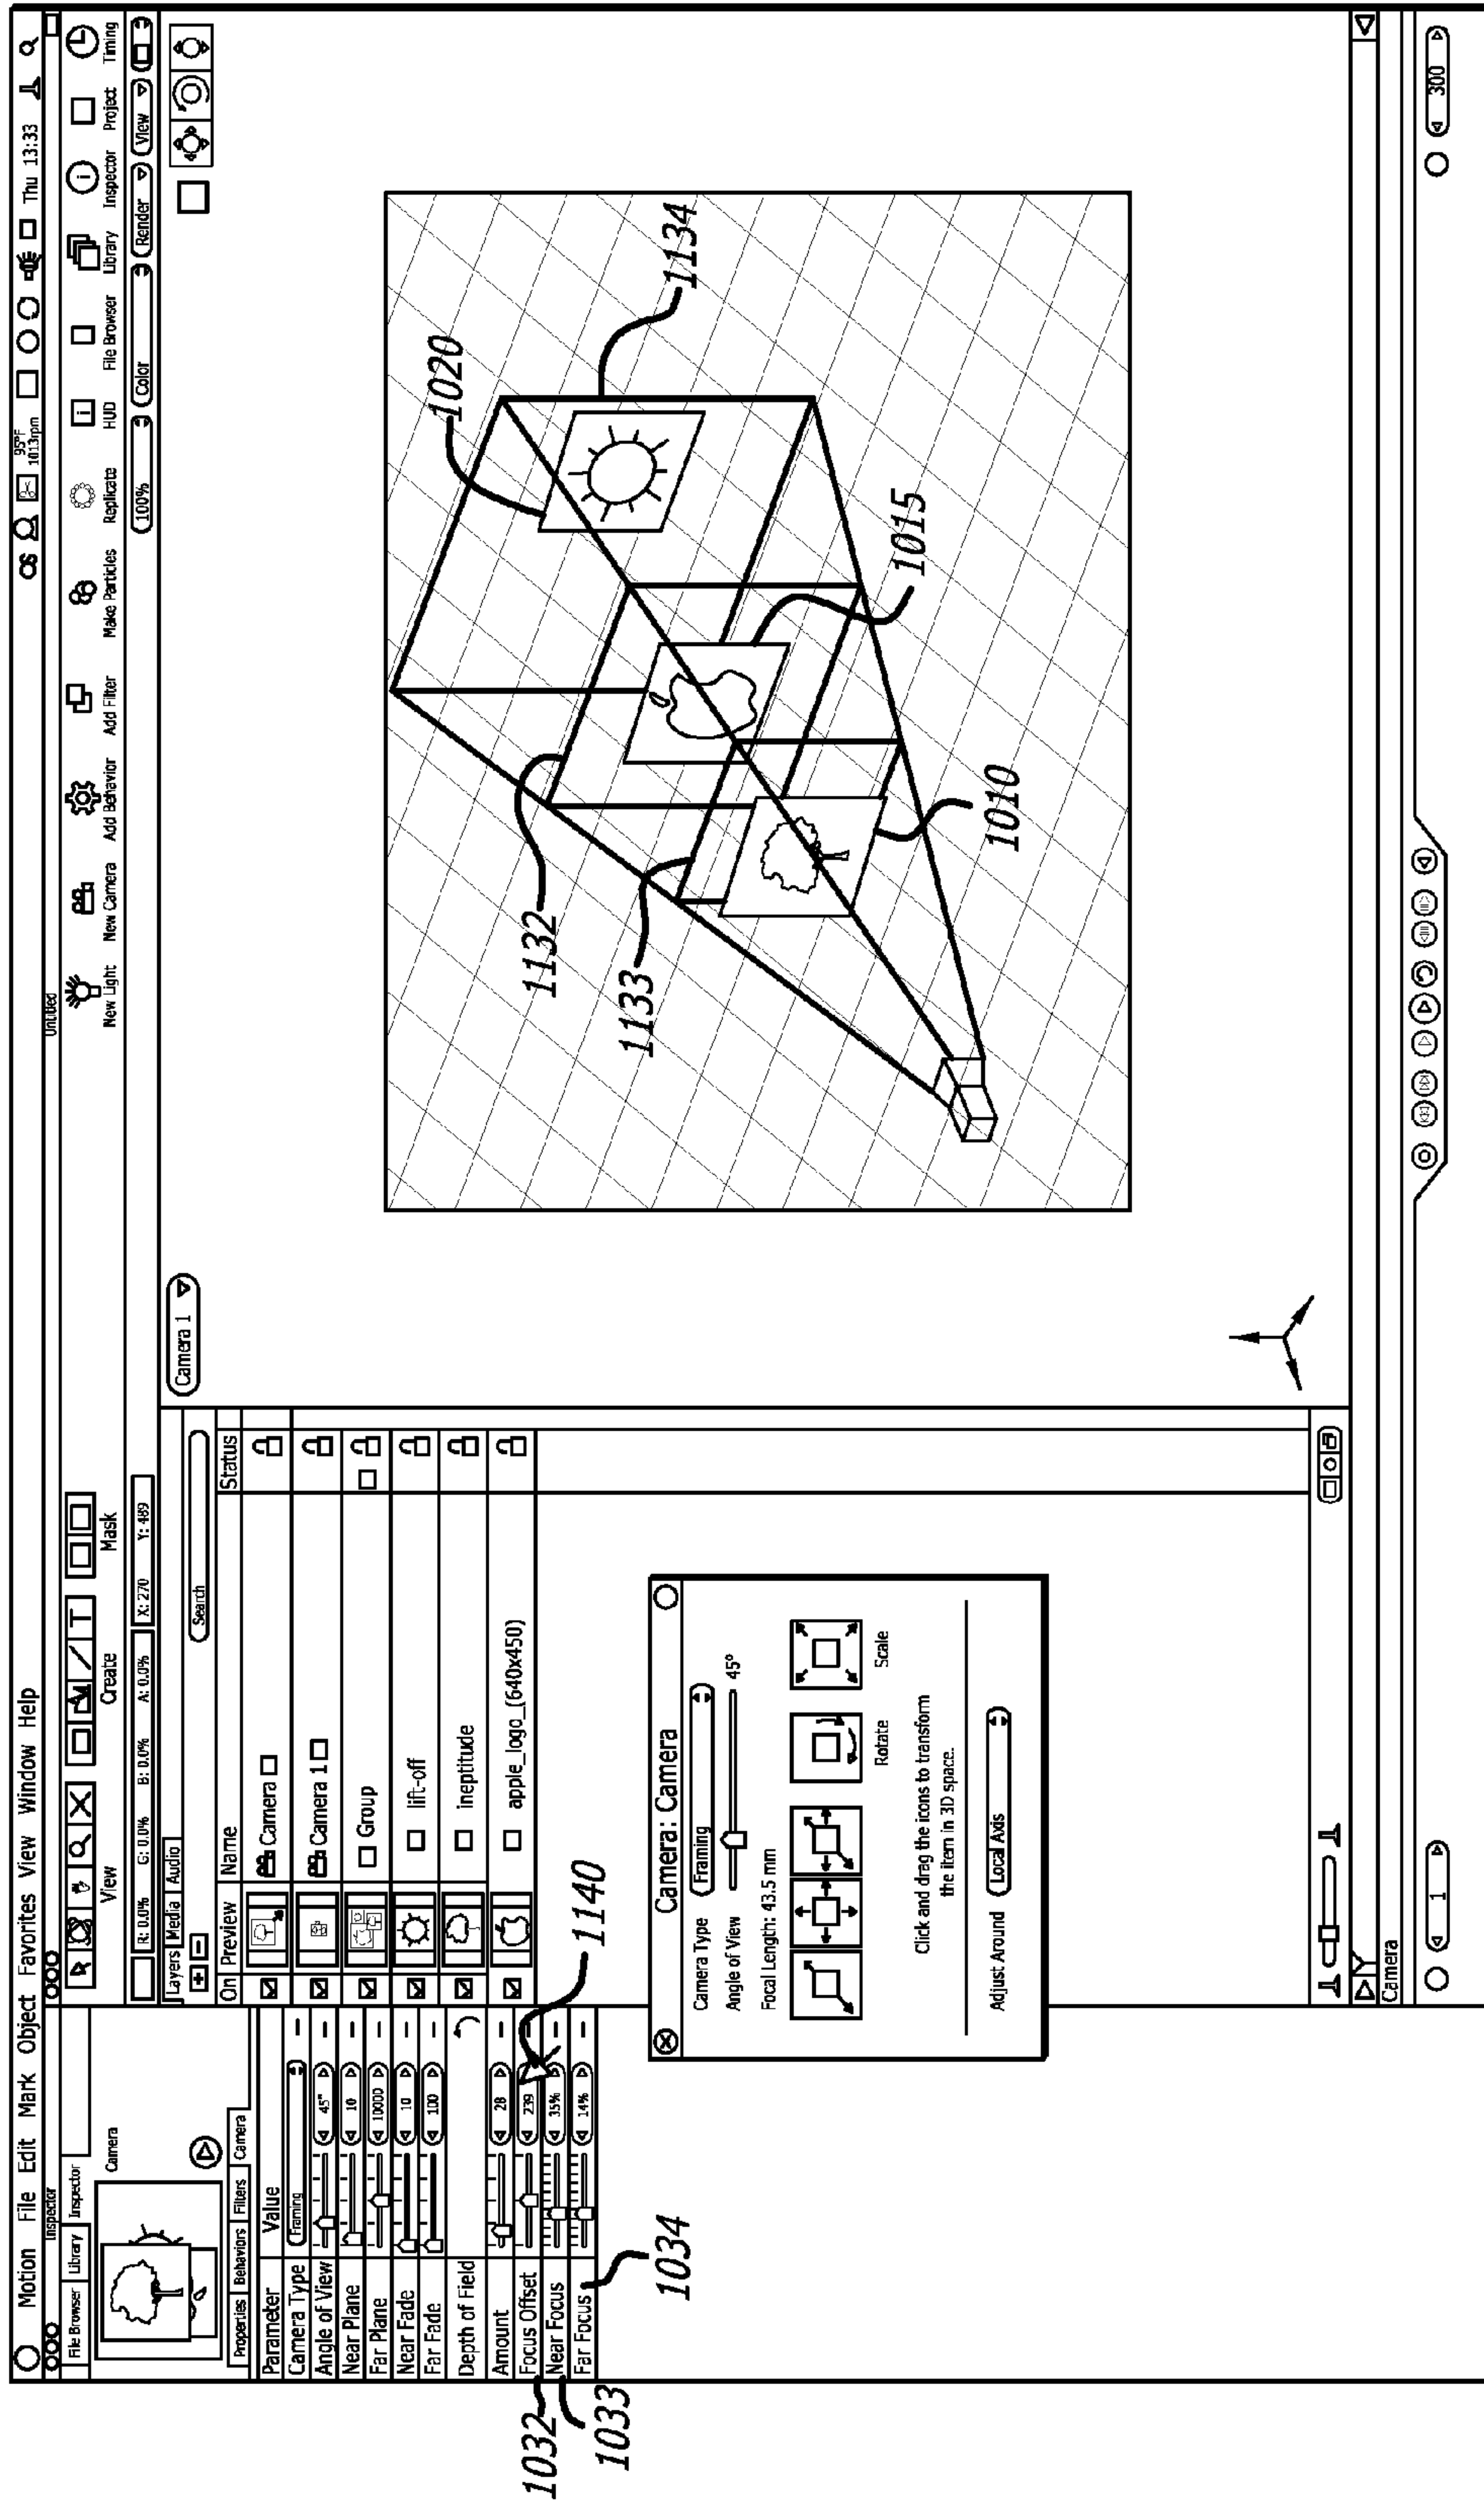 Motion File Edit Mark Object Favorites View Window Help
95°F
1013rpm
Thu 13:33
Inspector
Untitled
File Browser Library Inspector
Camera
View
Create
Mask
New Light New Camera Add Behavior Add Filter Make Particles Replicate HUD File Browser Library Inspector Project Timing
R: 0.0% G: 0.0% B: 0.0% A: 0.0% X: 270 Y: 489
100% Color Render View
Properties Behaviors Filters Camera
Parameter Value
Camera Type Framing
Angle of View 45°
Near Plane 10
Far Plane 10000
Near Fade 10
Far Fade 100
Depth of Field
Amount 28
Focus Offset 239
Near Focus 35%
Far Focus 14%
1032
1033
1034
1140
Layers Media Audio
Search
On Preview Name Status
Camera
Camera 1
Group
lift-off
ineptitude
apple_logo_(640x450)
Camera: Camera
Camera Type Framing
Angle of View 45°
Focal Length: 43.5 mm
Rotate
Scale
Click and drag the icons to transform
the item in 3D space.
Adjust Around Local Axis
Camera 1
1020
1134
1132
1133
1015
1010
Camera
1
300